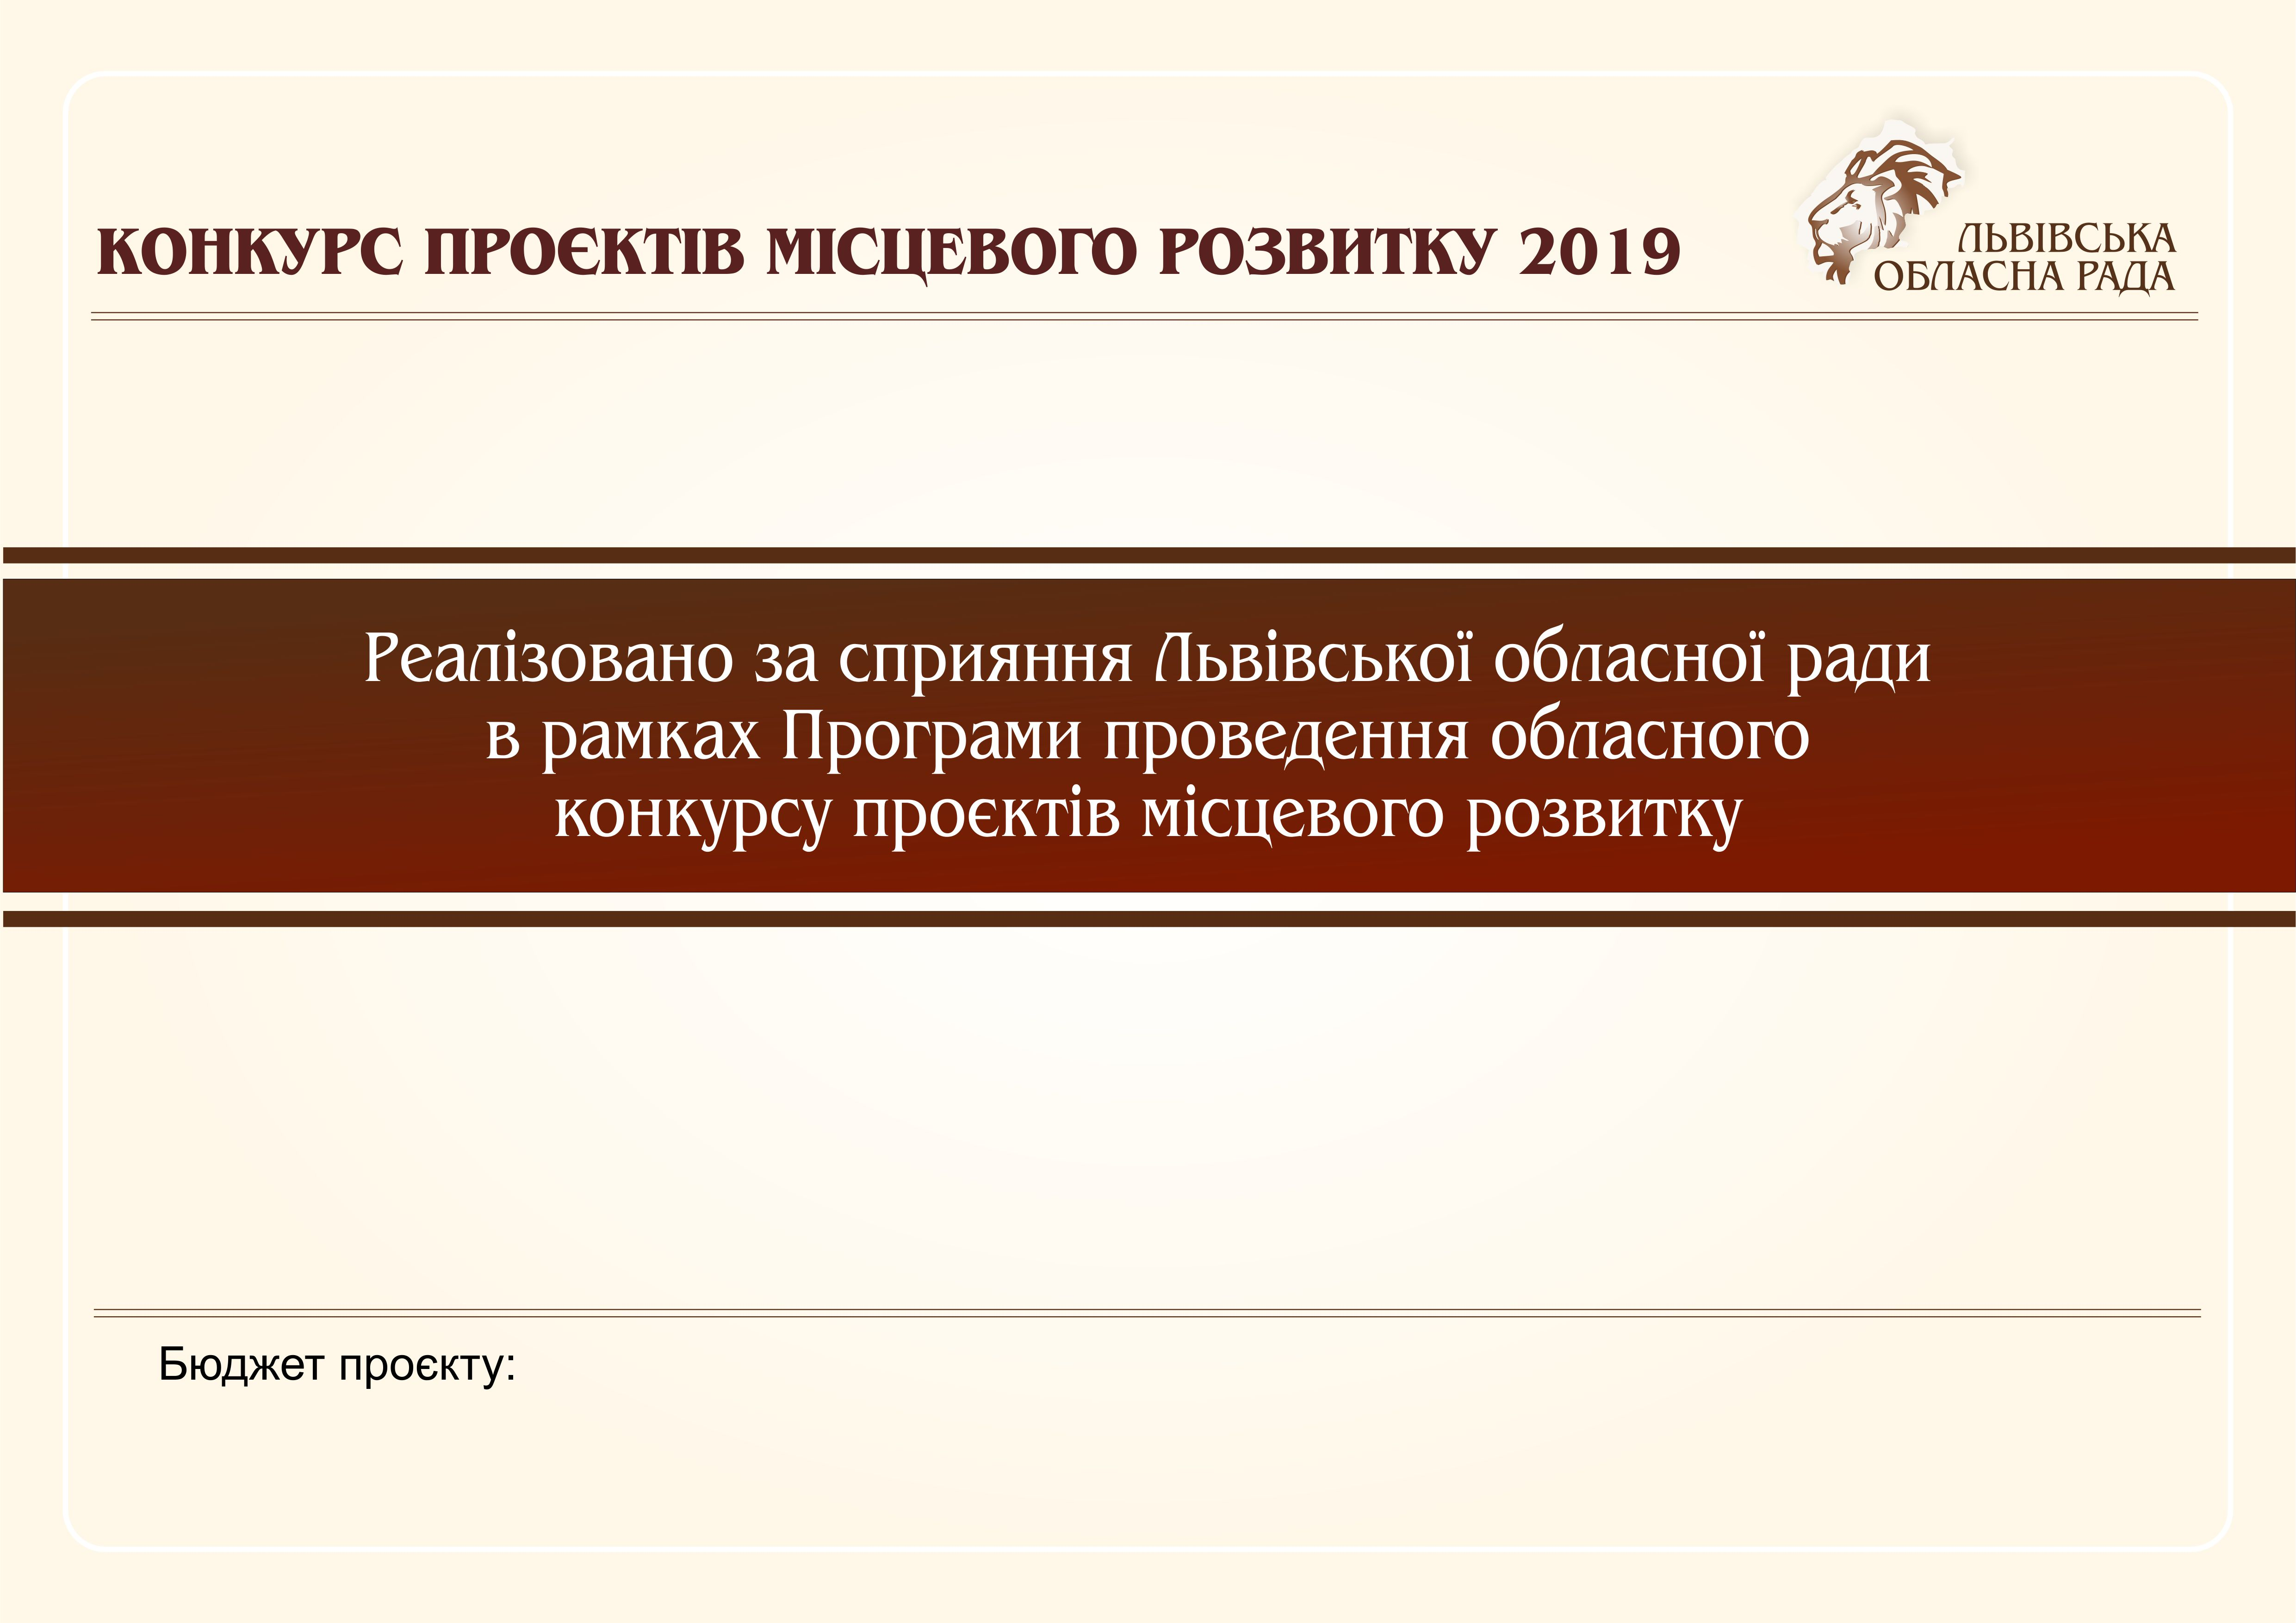 КОНКУРС ПРОЄКТІВ МІСЦЕВОГО РОЗВИТКУ 2019
ЛЬВІВСЬКА
ОБЛАСНА РАДА
Реалізовано за сприяння Львівської обласної ради
в рамках Програми проведення обласного
конкурсу проєктів місцевого розвитку
Бюджет проєкту: